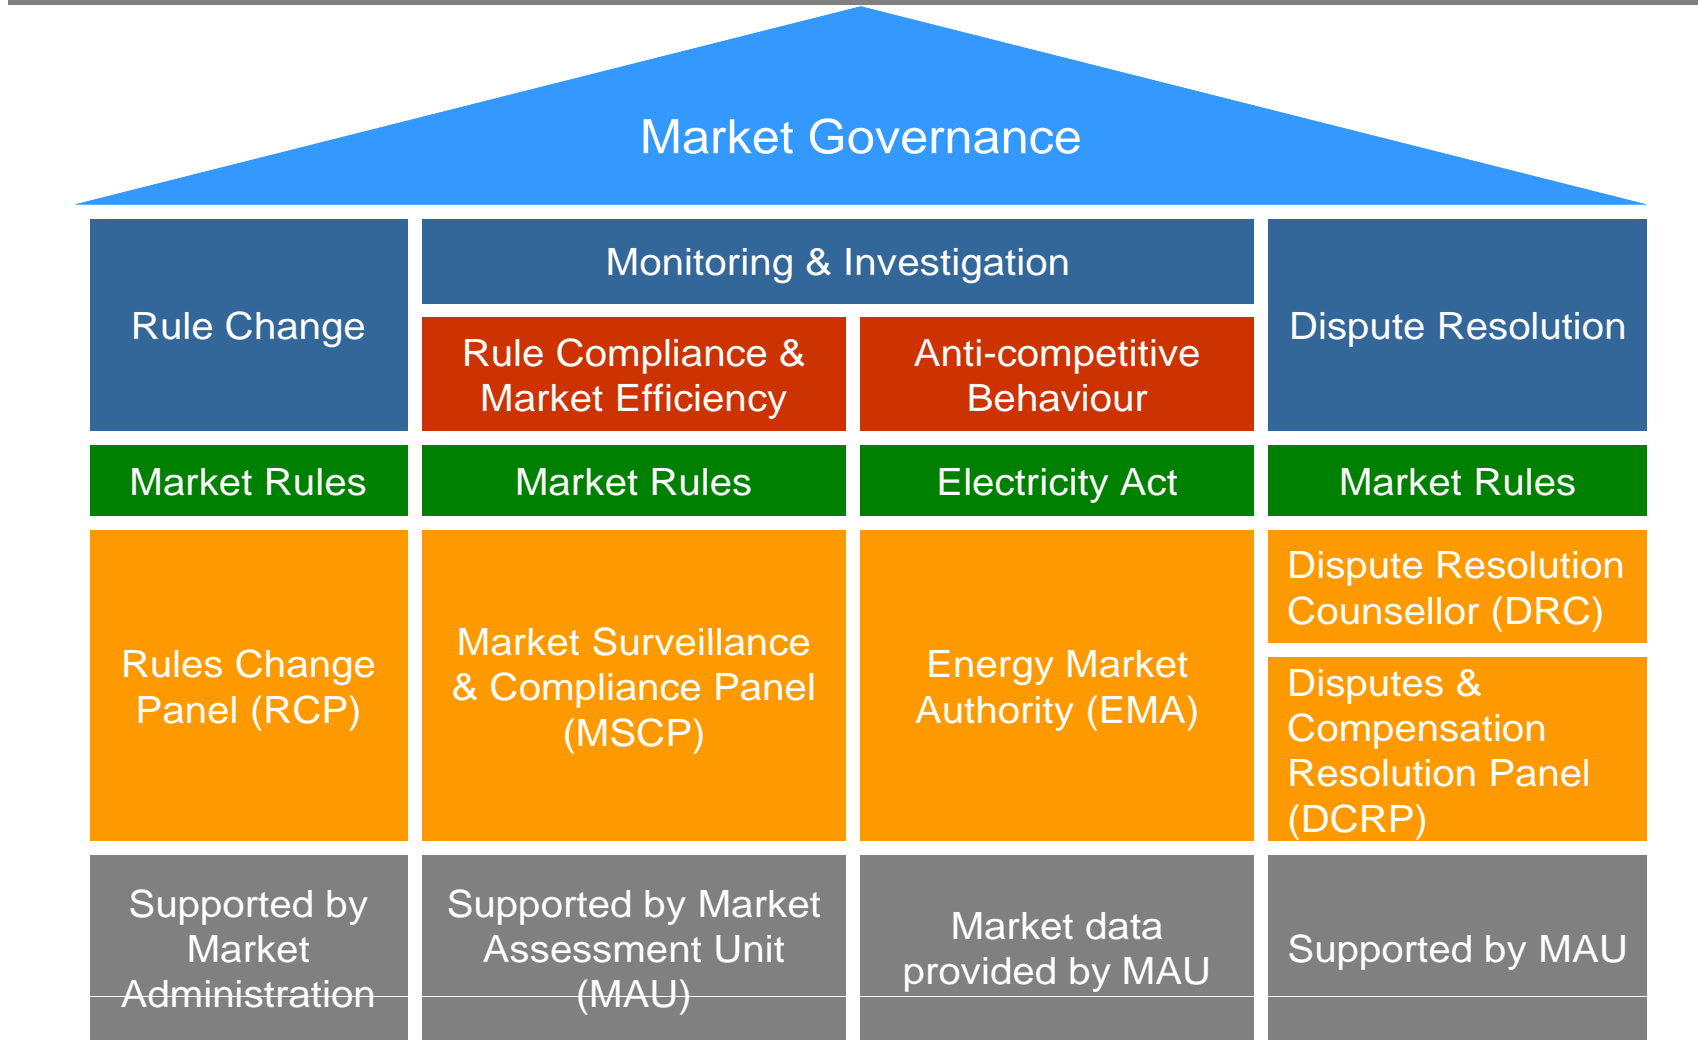 Market Governance
Rule Change
Monitoring & Investigation
Rule Compliance &
Market Efficiency
Anti-competitive
Behaviour
Dispute Resolution
Market Rules
Market Rules
Electricity Act
Market Rules
Rules Change
Panel (RCP)
Market Surveillance
& Compliance Panel
(MSCP)
Energy Market
Authority (EMA)
Dispute Resolution
Counsellor (DRC)
Disputes &
Compensation
Resolution Panel
(DCRP)
Supported by
Market
Administration
Supported by Market
Assessment Unit
(MAU)
Market data
provided by MAU
Supported by MAU